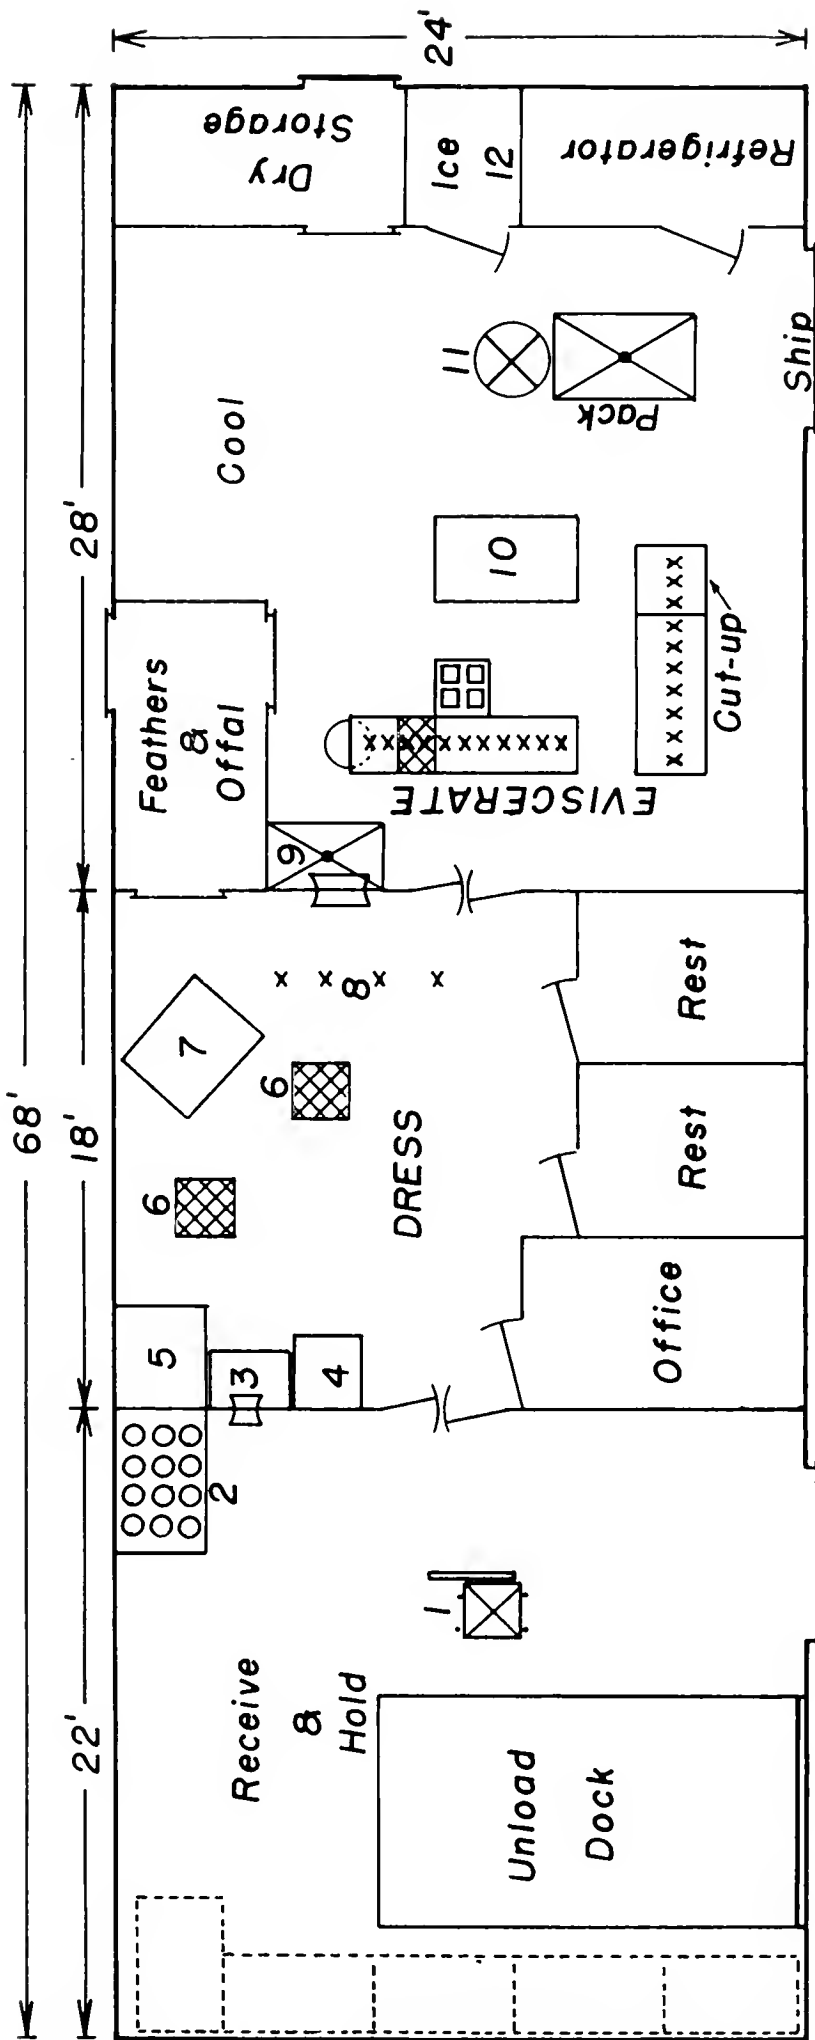 68'
22'
18'
28'
24'
Receive
&
Hold
Unload
Dock
1
2
3
4
5
6
6
7
8
DRESS
Office
Rest
Rest
Feathers
&
Offal
9
EVISCERATE
Cut-up
10
Cool
11
Pack
Ship
Dry
Storage
Ice
12
Refrigerator